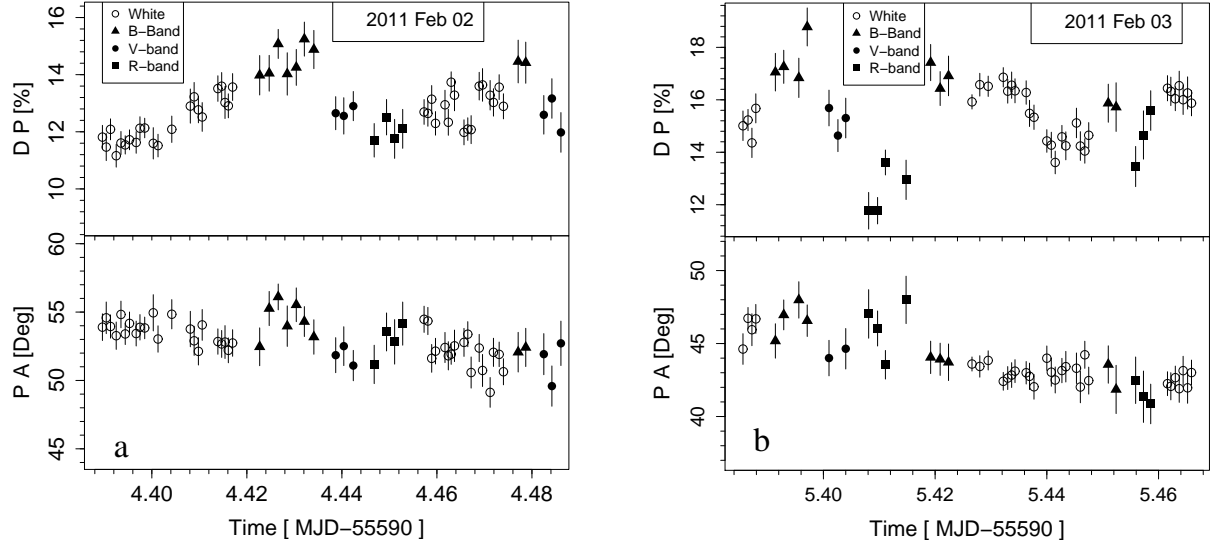 2011 Feb 02
White
B−Band
V−band
R−band
D P [%]
16
14
12
10
P A [Deg]
60
55
50
45
a
4.40
4.42
4.44
4.46
4.48
Time [ MJD−55590 ]
2011 Feb 03
White
B−Band
V−band
R−band
D P [%]
18
16
14
12
P A [Deg]
50
45
40
b
5.40
5.42
5.44
5.46
Time [ MJD−55590 ]